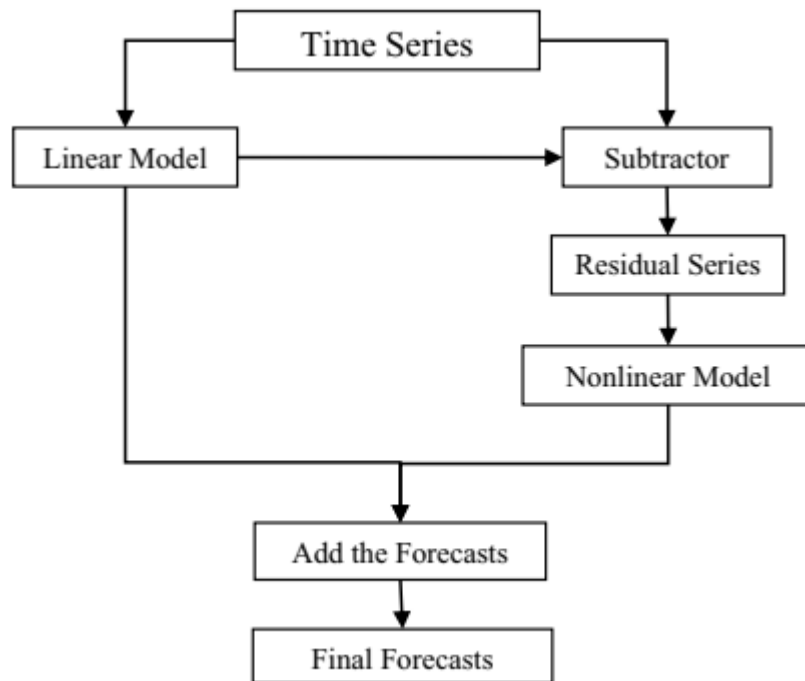 Time Series
Linear Model
Subtractor
Residual Series
Nonlinear Model
Add the Forecasts
Final Forecasts